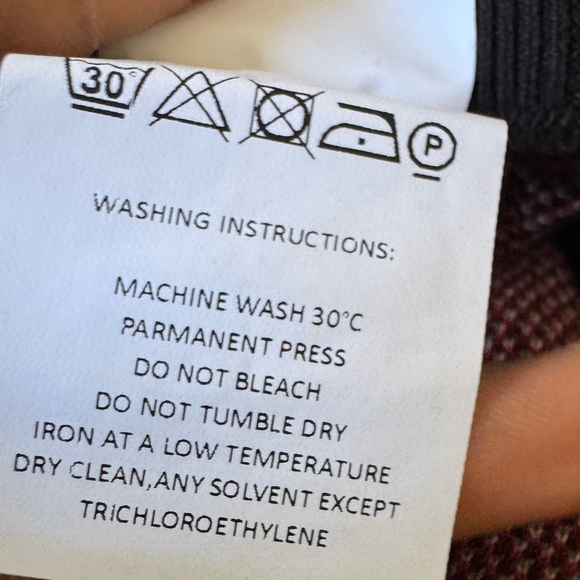 30°
P
WASHING INSTRUCTIONS:
MACHINE WASH 30°C
PARMANENT PRESS
DO NOT BLEACH
DO NOT TUMBLE DRY
IRON AT A LOW TEMPERATURE
DRY CLEAN,ANY SOLVENT EXCEPT
TRICHLOROETHYLENE